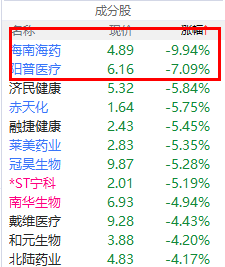 成分股
名称 现价 涨幅↓
海南海药 4.89 -9.94%
阳普医疗 6.16 -7.09%
济民健康 5.32 -5.84%
赤天化 1.64 -5.75%
融捷健康 2.43 -5.45%
莱美药业 2.83 -5.35%
冠昊生物 9.87 -5.28%
*ST宁科 2.01 -5.19%
南华生物 6.93 -4.94%
戴维医疗 9.28 -4.43%
和元生物 3.88 -4.20%
北陆药业 4.83 -4.17%